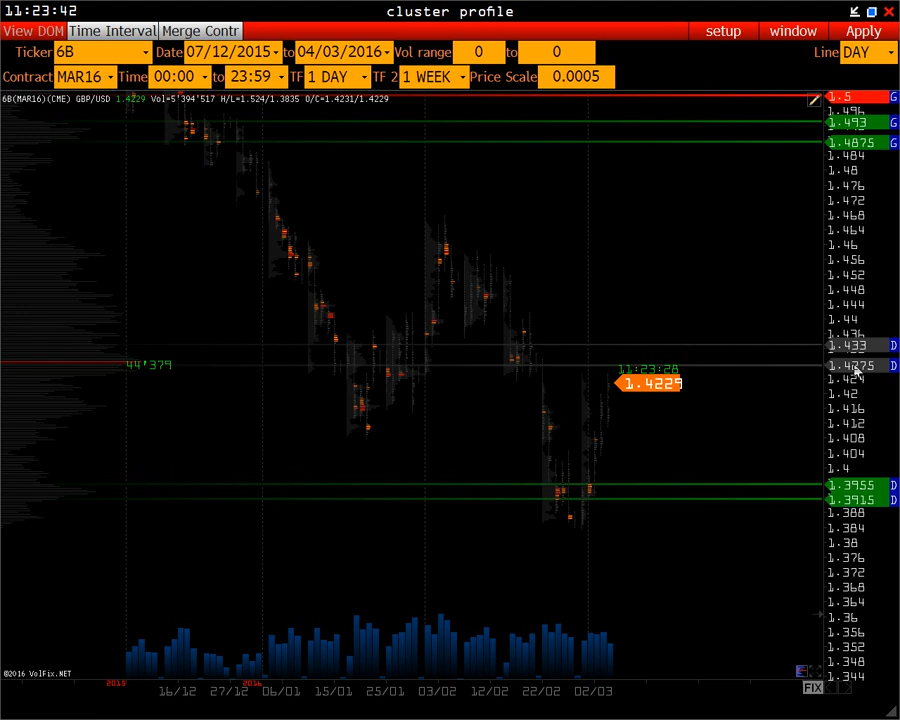 11:23:42 cluster profile
View DOM Time Interval Merge Contr setup window Apply
Ticker 6B Date 07/12/2015 to 04/03/2016 Vol range 0 to 0 Line DAY
Contract MAR16 Time 00:00 to 23:59 TF 1 DAY TF 2 1 WEEK Price Scale 0.0005
6B(MAR16)(CME) GBP/USD 1.4229 Vol=5'394'517 H/L=1.524/1.3835 O/C=1.4231/1.4229
1.5 G
1.496
1.493 G
1.4875 G
1.484
1.48
1.476
1.472
1.468
1.464
1.46
1.456
1.452
1.448
1.444
1.44
1.436
1.433 D
44'379
1.4275 D
11:23:28
1.424
1.4229
1.42
1.416
1.412
1.408
1.404
1.4
1.3955 D
1.3915 D
1.388
1.384
1.38
1.376
1.372
1.368
1.364
1.36
1.356
1.352
1.348
1.344
©2016 VolFix.NET
2015 2016
16/12 27/12 06/01 15/01 25/01 03/02 12/02 22/02 02/03 FIX